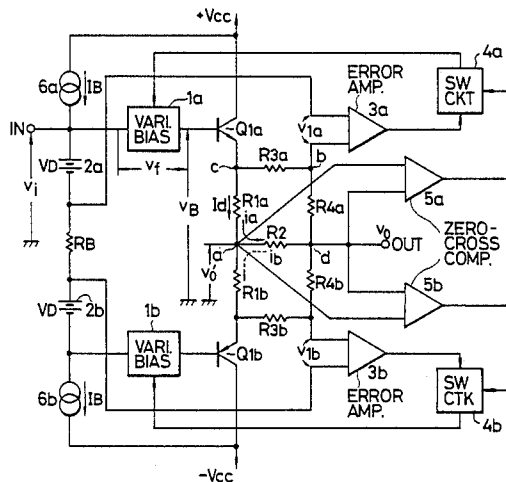 +Vcc
6a
IB
1a
VARI.
BIAS
IN
vi
VD
2a
vf
vB
Q1a
c
R3a
b
v1a
ERROR
AMP.
3a
4a
SW
CKT
5a
Id
R1a
ia
R4a
RB
a
R2
d
vo
OUT
ZERO-
CROSS
COMP.
vo'
ib
R1b
R4b
5b
VD
2b
1b
VARI.
BIAS
Q1b
R3b
v1b
3b
ERROR
AMP.
SW
CTK
4b
6b
IB
-Vcc